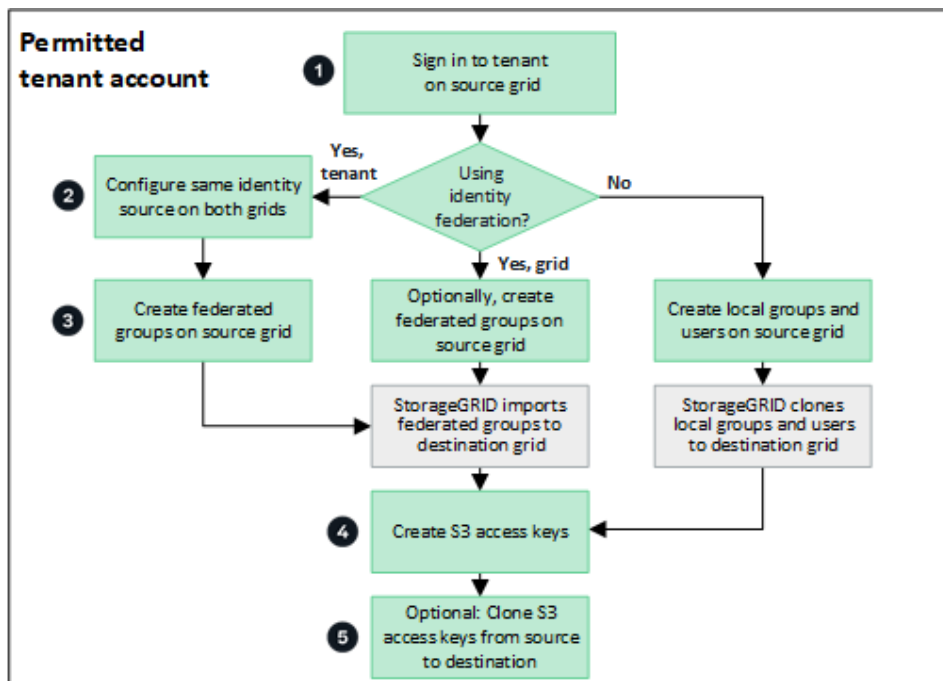 Permitted
tenant account
1
Sign in to tenant
on source grid
Using
identity
federation?
Yes,
tenant
No
Yes, grid
2
Configure same identity
source on both grids
3
Create federated
groups on source grid
Optionally, create
federated groups on
source grid
Create local groups and
users on source grid
StorageGRID imports
federated groups to
destination grid
StorageGRID clones
local groups and users
to destination grid
4
Create S3 access keys
5
Optional: Clone S3
access keys from source
to destination